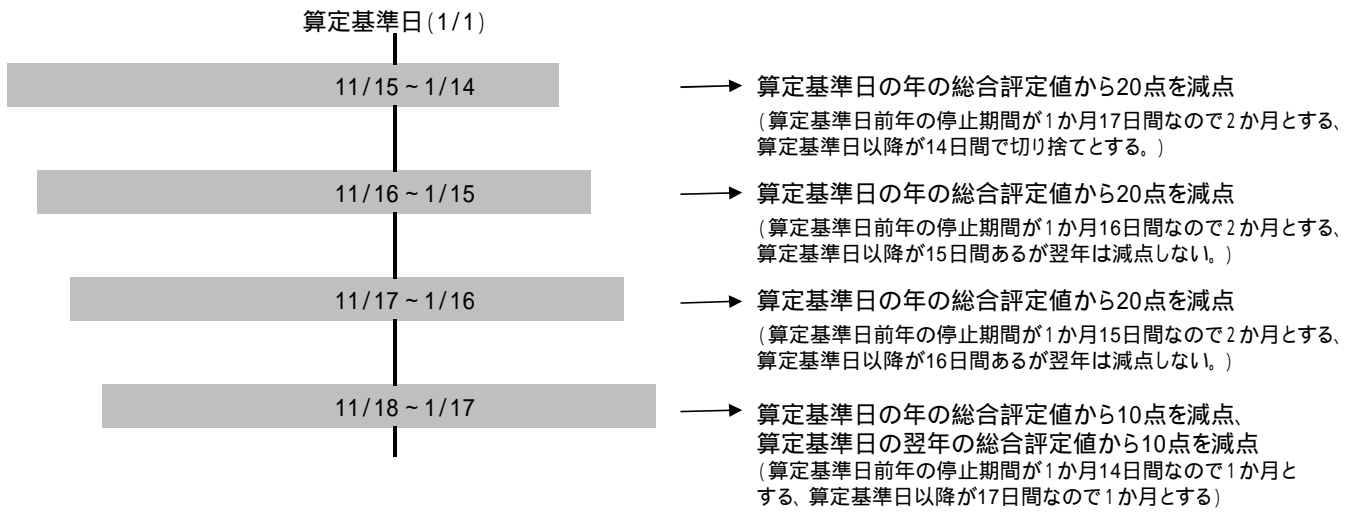 算定基準日(1/1)
11/15~1/14
算定基準日の年の総合評定値から20点を減点
(算定基準日前年の停止期間が1か月17日間なので2か月とする、
算定基準日以降が14日間で切り捨てとする。)
11/16~1/15
算定基準日の年の総合評定値から20点を減点
(算定基準日前年の停止期間が1か月16日間なので2か月とする、
算定基準日以降が15日間あるが翌年は減点しない。)
11/17~1/16
算定基準日の年の総合評定値から20点を減点
(算定基準日前年の停止期間が1か月15日間なので2か月とする、
算定基準日以降が16日間あるが翌年は減点しない。)
11/18~1/17
算定基準日の年の総合評定値から10点を減点、
算定基準日の翌年の総合評定値から10点を減点
(算定基準日前年の停止期間が1か月14日間なので1か月と
する、算定基準日以降が17日間なので1か月とする)